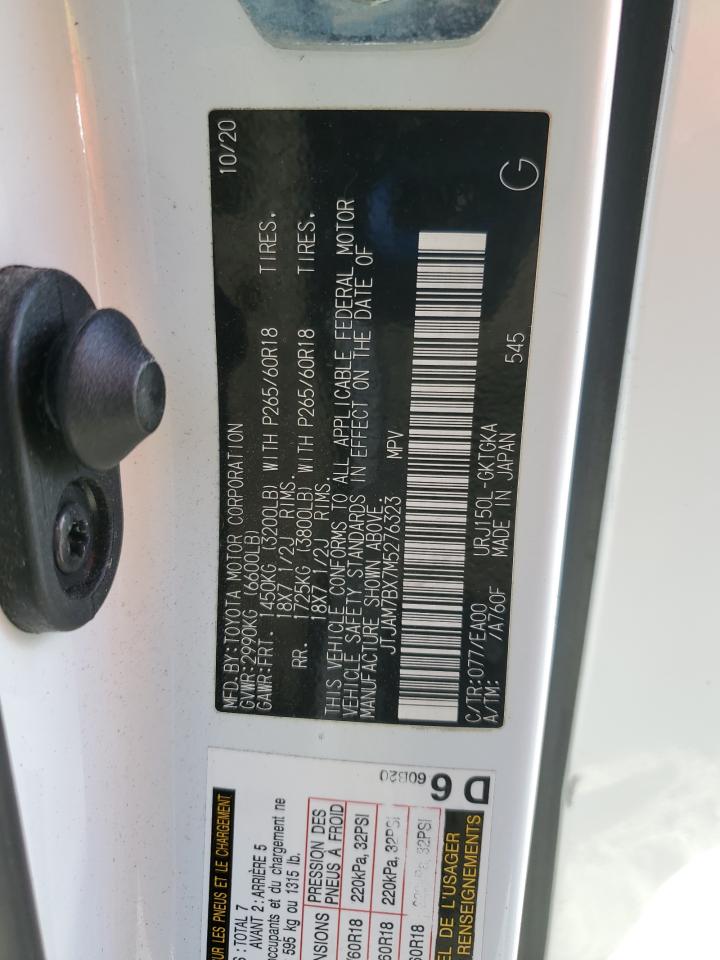 MFD.BY:TOYOTA MOTOR CORPORATION 10/20
GVWR:2990KG (6600LB)
GAWR:FRT. 1450KG (3200LB) WITH P265/60R18 TIRES.
18X7 1/2J RIMS.
RR. 1725KG (3800LB) WITH P265/60R18 TIRES.
18X7 1/2J RIMS.
THIS VEHICLE CONFORMS TO ALL APPLICABLE FEDERAL MOTOR
VEHICLE SAFETY STANDARDS IN EFFECT ON THE DATE OF
MANUFACTURE SHOWN ABOVE.
JTJAM7BX7M5276323 MPV
C/TR:077/EA00 URJ150L-GKTGKA
A/TM: /A760F MADE IN JAPAN 545
G
UR LES PNEUS ET LE CHARGEMENT
S : TOTAL 7
AVANT 2: ARRIÈRE 5
occupants et du chargement ne
595 kg ou 1315 lb.
NSIONS PRESSION DES PNEUS À FROID
/60R18 220kPa, 32PSI
60R18 220kPa, 32PSI
60R18 32PSI
EL DE L'USAGER
RENSEIGNEMENTS
60B20
D6